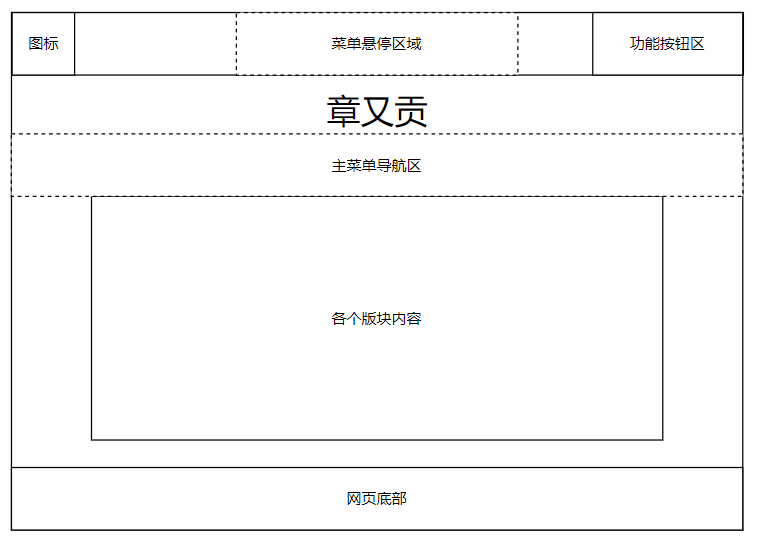 图标
菜单悬停区域
功能按钮区
章又贡
主菜单导航区
各个版块内容
网页底部